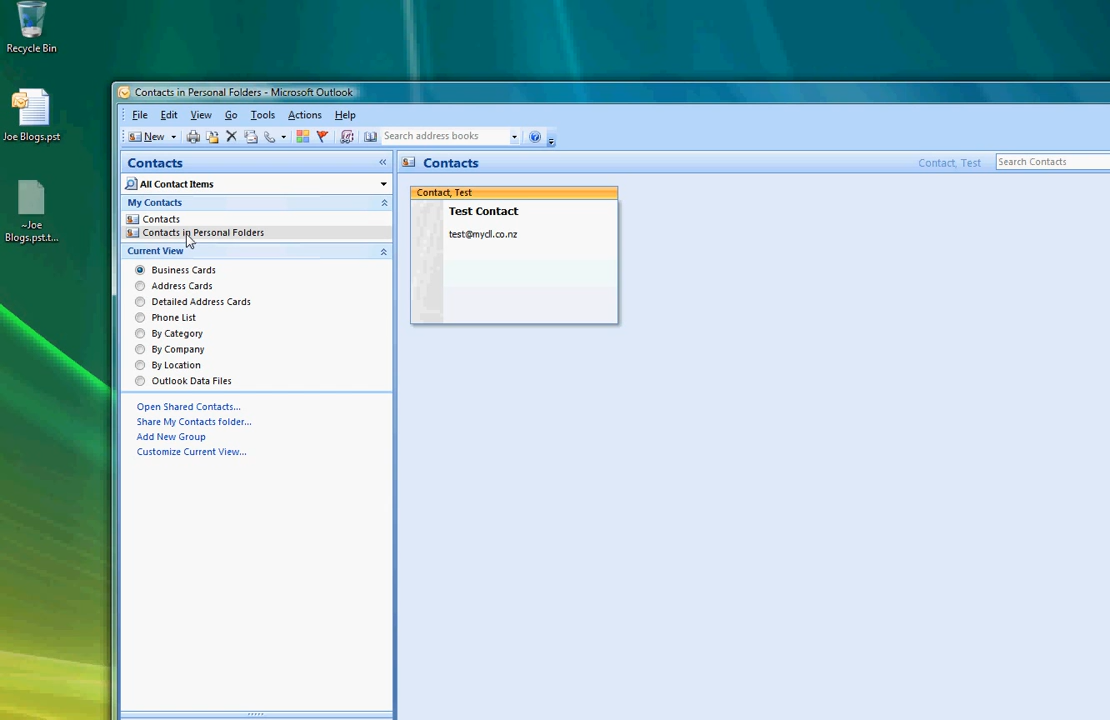 Recycle Bin
Joe Blogs.pst
~Joe
Blogs.pst.t...
Contacts in Personal Folders - Microsoft Outlook
File Edit View Go Tools Actions Help
New Search address books
Contacts
All Contact Items
My Contacts
Contacts
Contacts in Personal Folders
Current View
Business Cards
Address Cards
Detailed Address Cards
Phone List
By Category
By Company
By Location
Outlook Data Files
Open Shared Contacts...
Share My Contacts folder...
Add New Group
Customize Current View...
Contacts Contact, Test Search Contacts
Contact, Test
Test Contact
test@mycll.co.nz